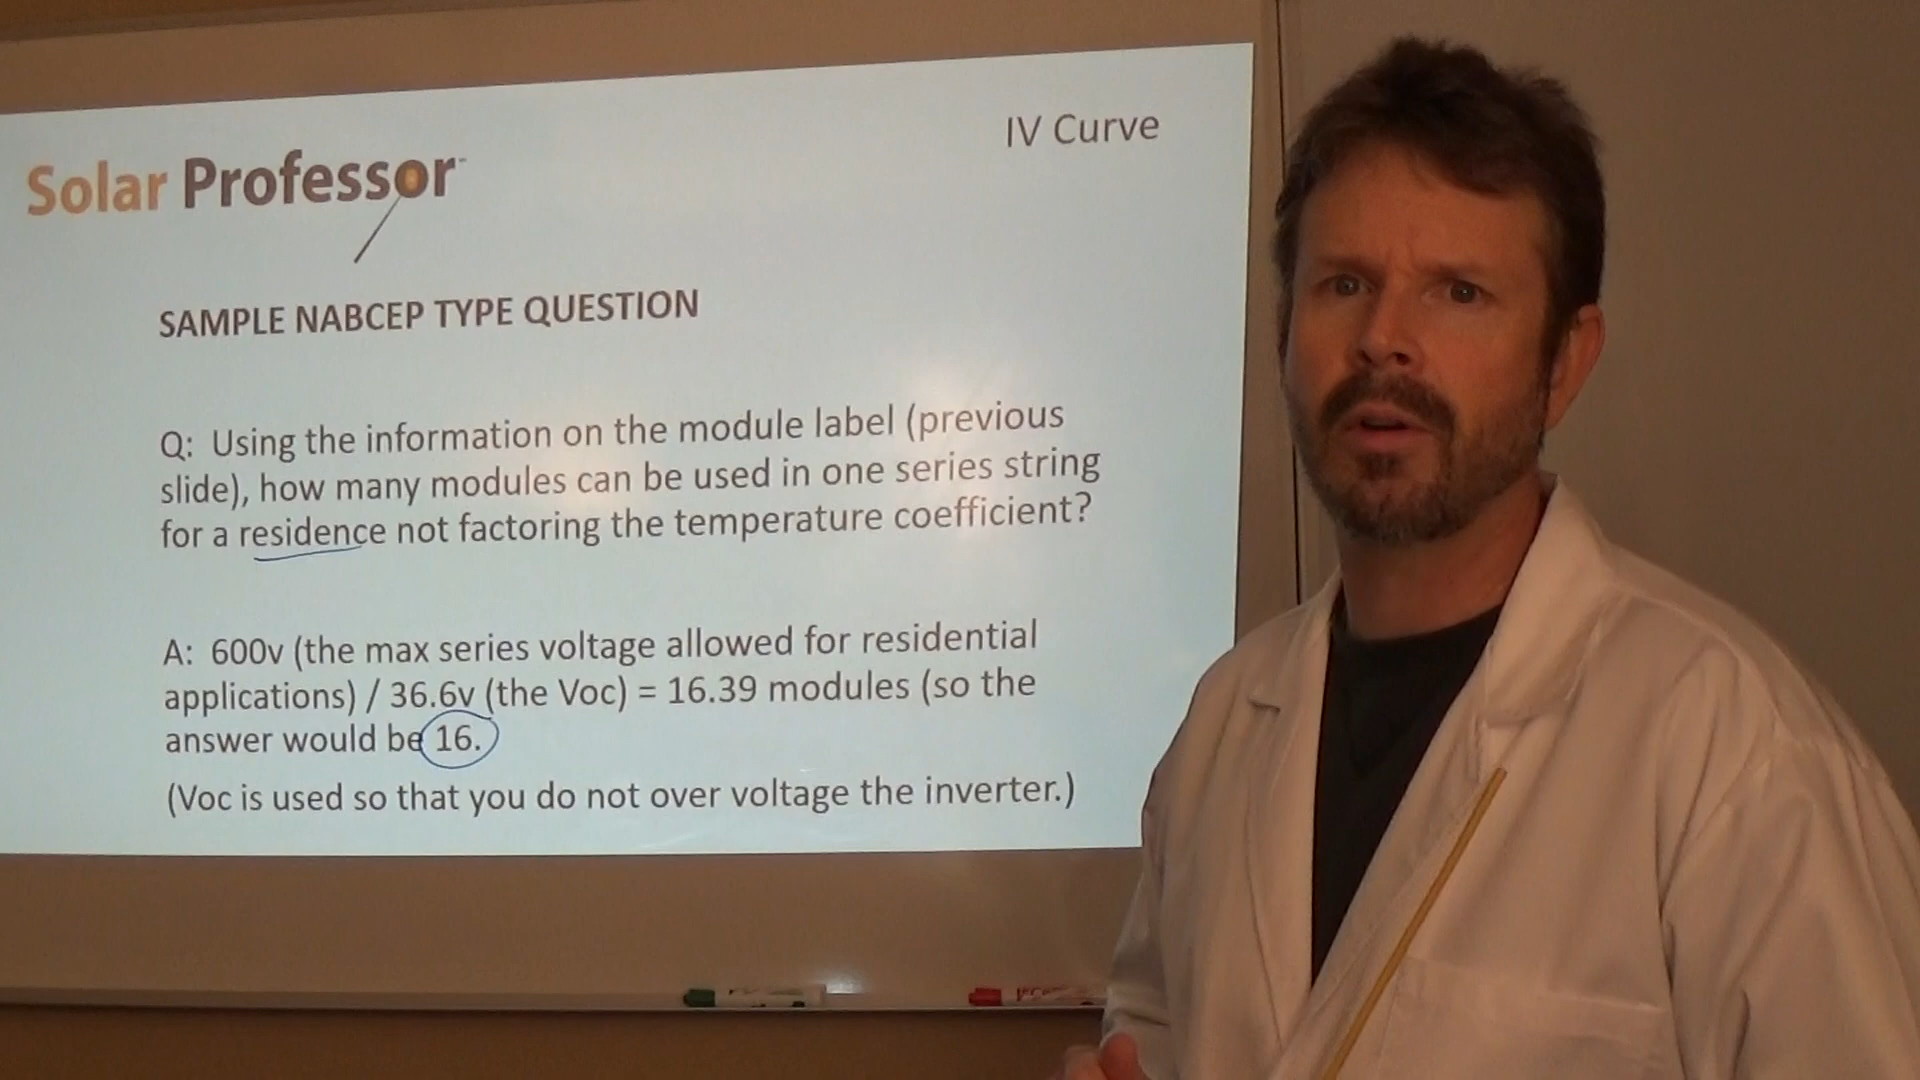 IV Curve
Solar Professor
SAMPLE NABCEP TYPE QUESTION
Q: Using the information on the module label (previous
slide), how many modules can be used in one series string
for a residence not factoring the temperature coefficient?
A: 600v (the max series voltage allowed for residential
applications) / 36.6v (the Voc) = 16.39 modules (so the
answer would be 16.
(Voc is used so that you do not over voltage the inverter.)